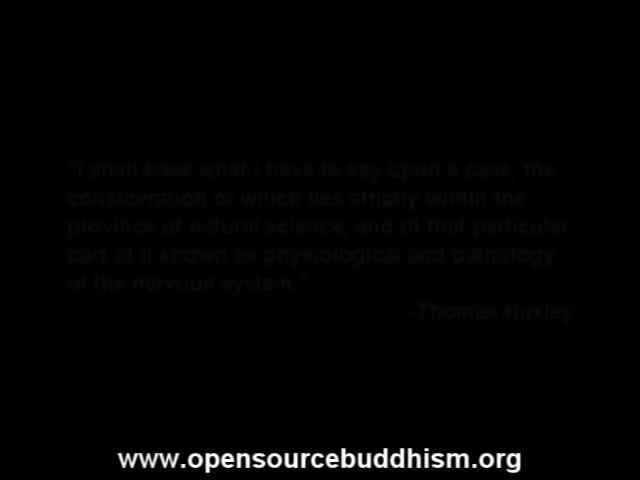 "I shall base what I have to say upon a case, the
consideration of which lies strictly within the
province of natural science, and of that particular
part of it known as physiological and pathology
of the nervous system."
-Thomas Huxley
www.opensourcebuddhism.org